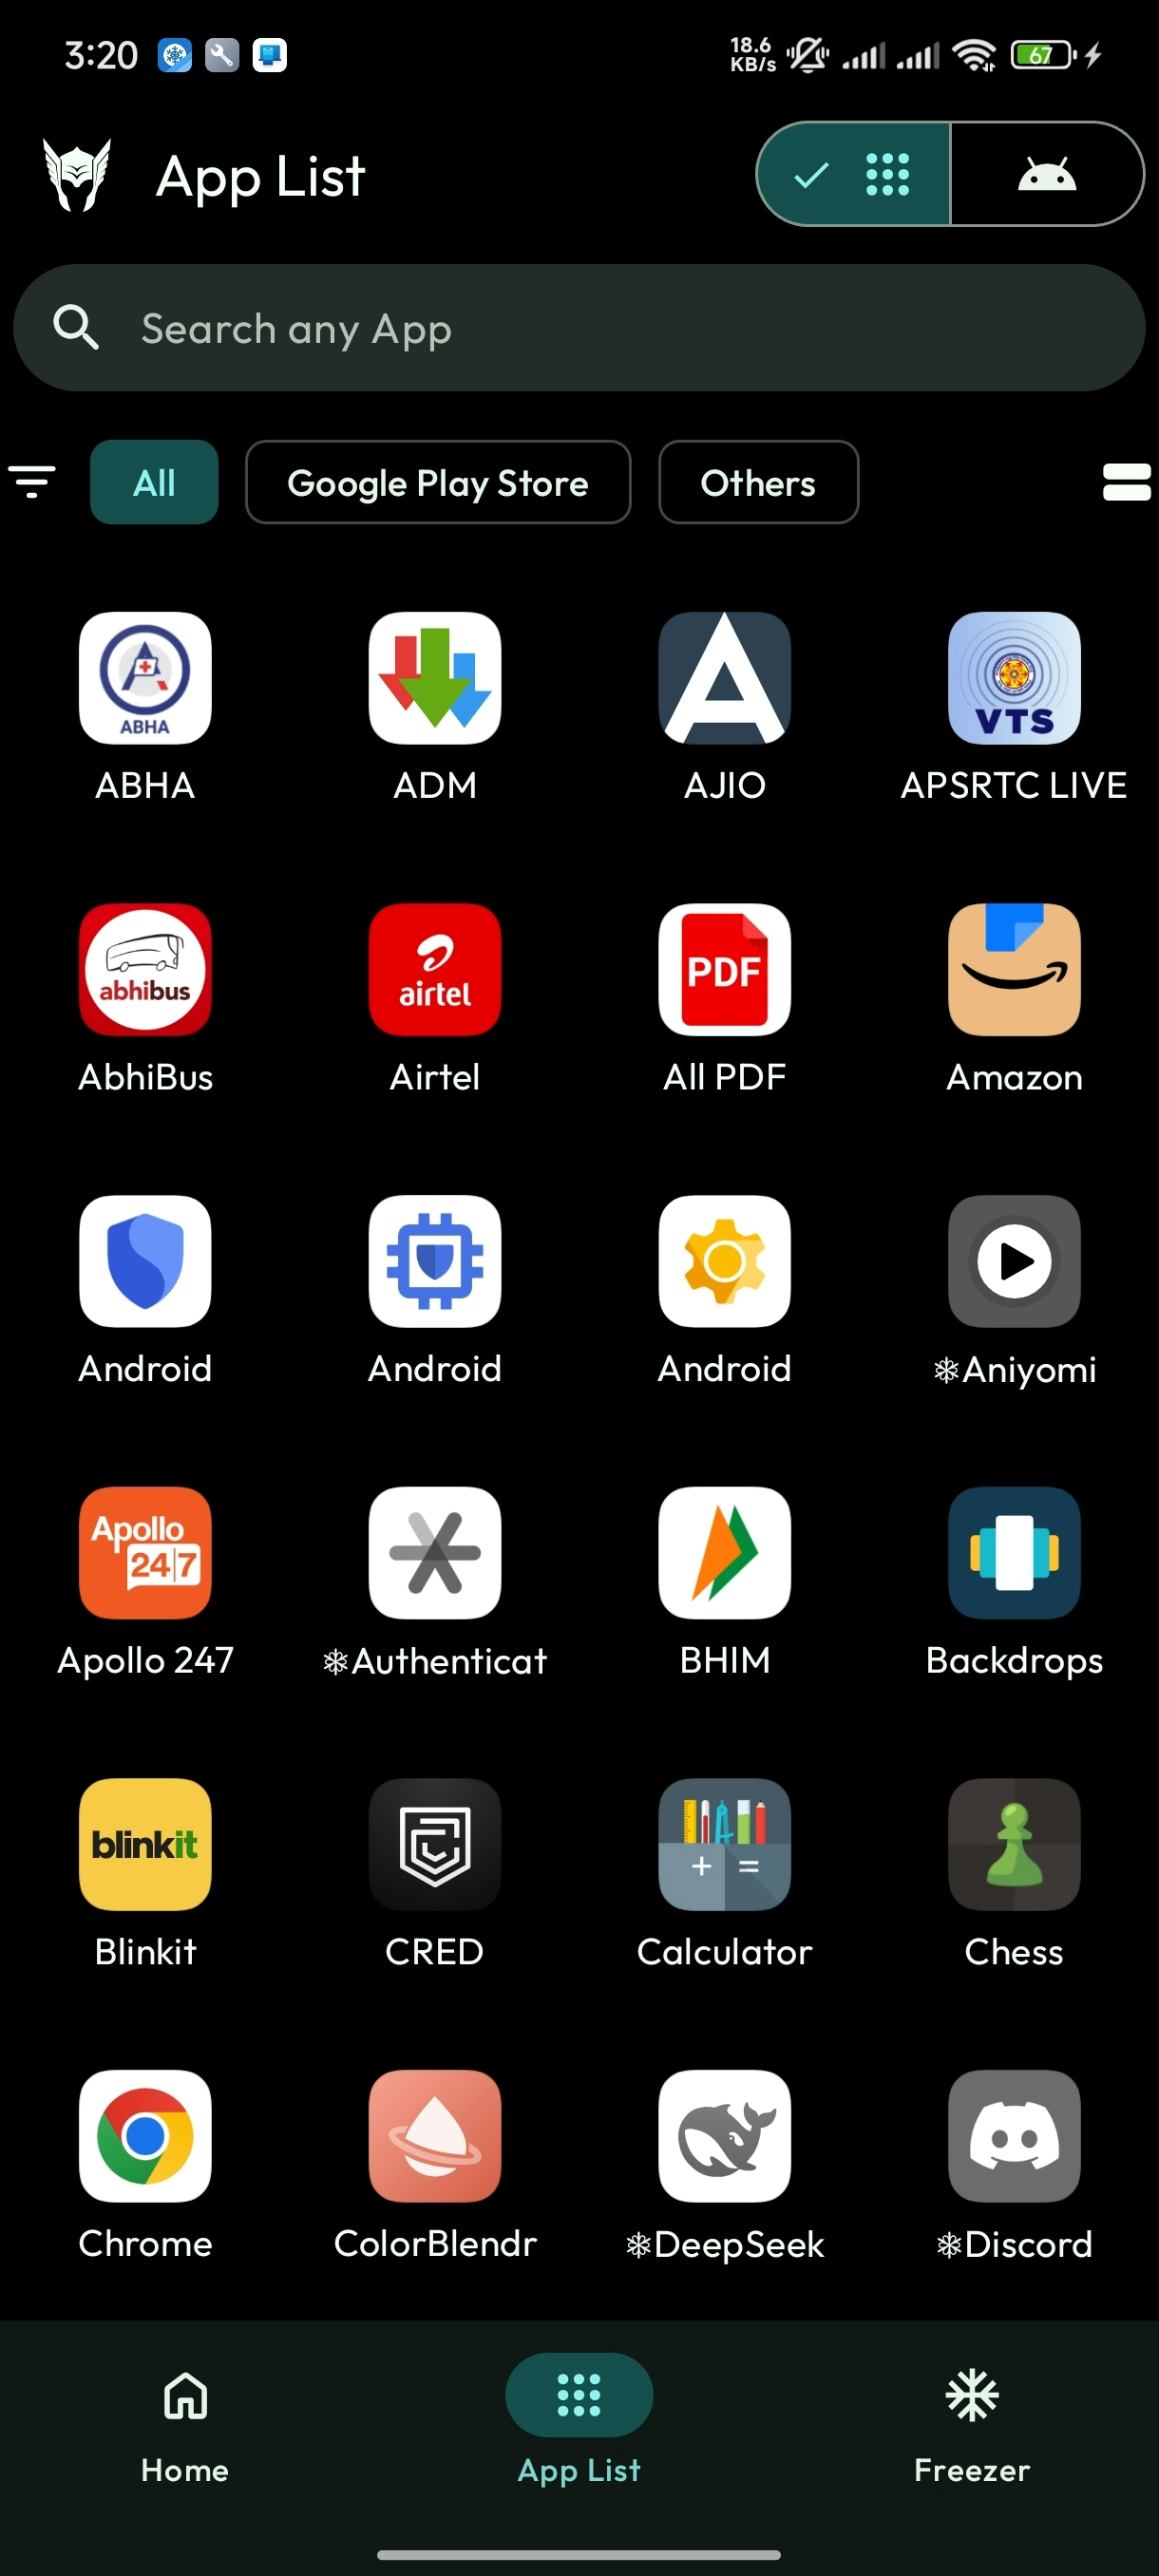 3:20
18.6
KB/s
67
App List
Search any App
All
Google Play Store
Others
ABHA
VTS
ABHA
ADM
AJIO
APSRTC LIVE
abhibus
airtel
PDF
AbhiBus
Airtel
All PDF
Amazon
Android
Android
Android
❄Aniyomi
Apollo
24|7
Apollo 247
❄Authenticat
BHIM
Backdrops
blinkit
+ =
Blinkit
CRED
Calculator
Chess
Chrome
ColorBlendr
❄DeepSeek
❄Discord
Home
App List
Freezer